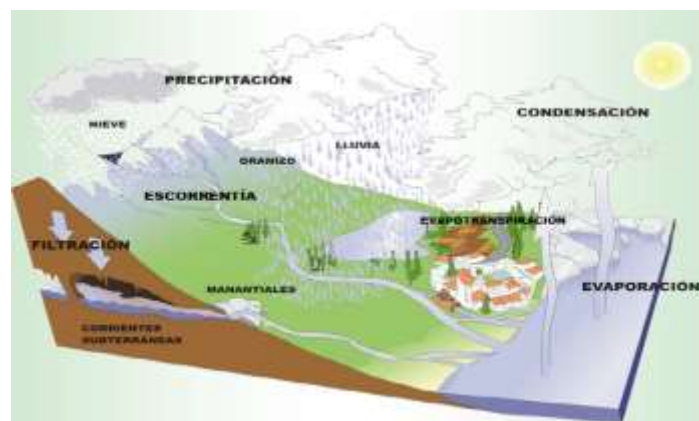 PRECIPITACIÓN
CONDENSACIÓN
NIEVE
LLUVIA
GRANIZO
ESCORRENTÍA
EVAPOTRANSPIRACIÓN
FILTRACIÓN
MANANTIALES
EVAPORACIÓN
CORRIENTES
SUBTERRÁNEAS